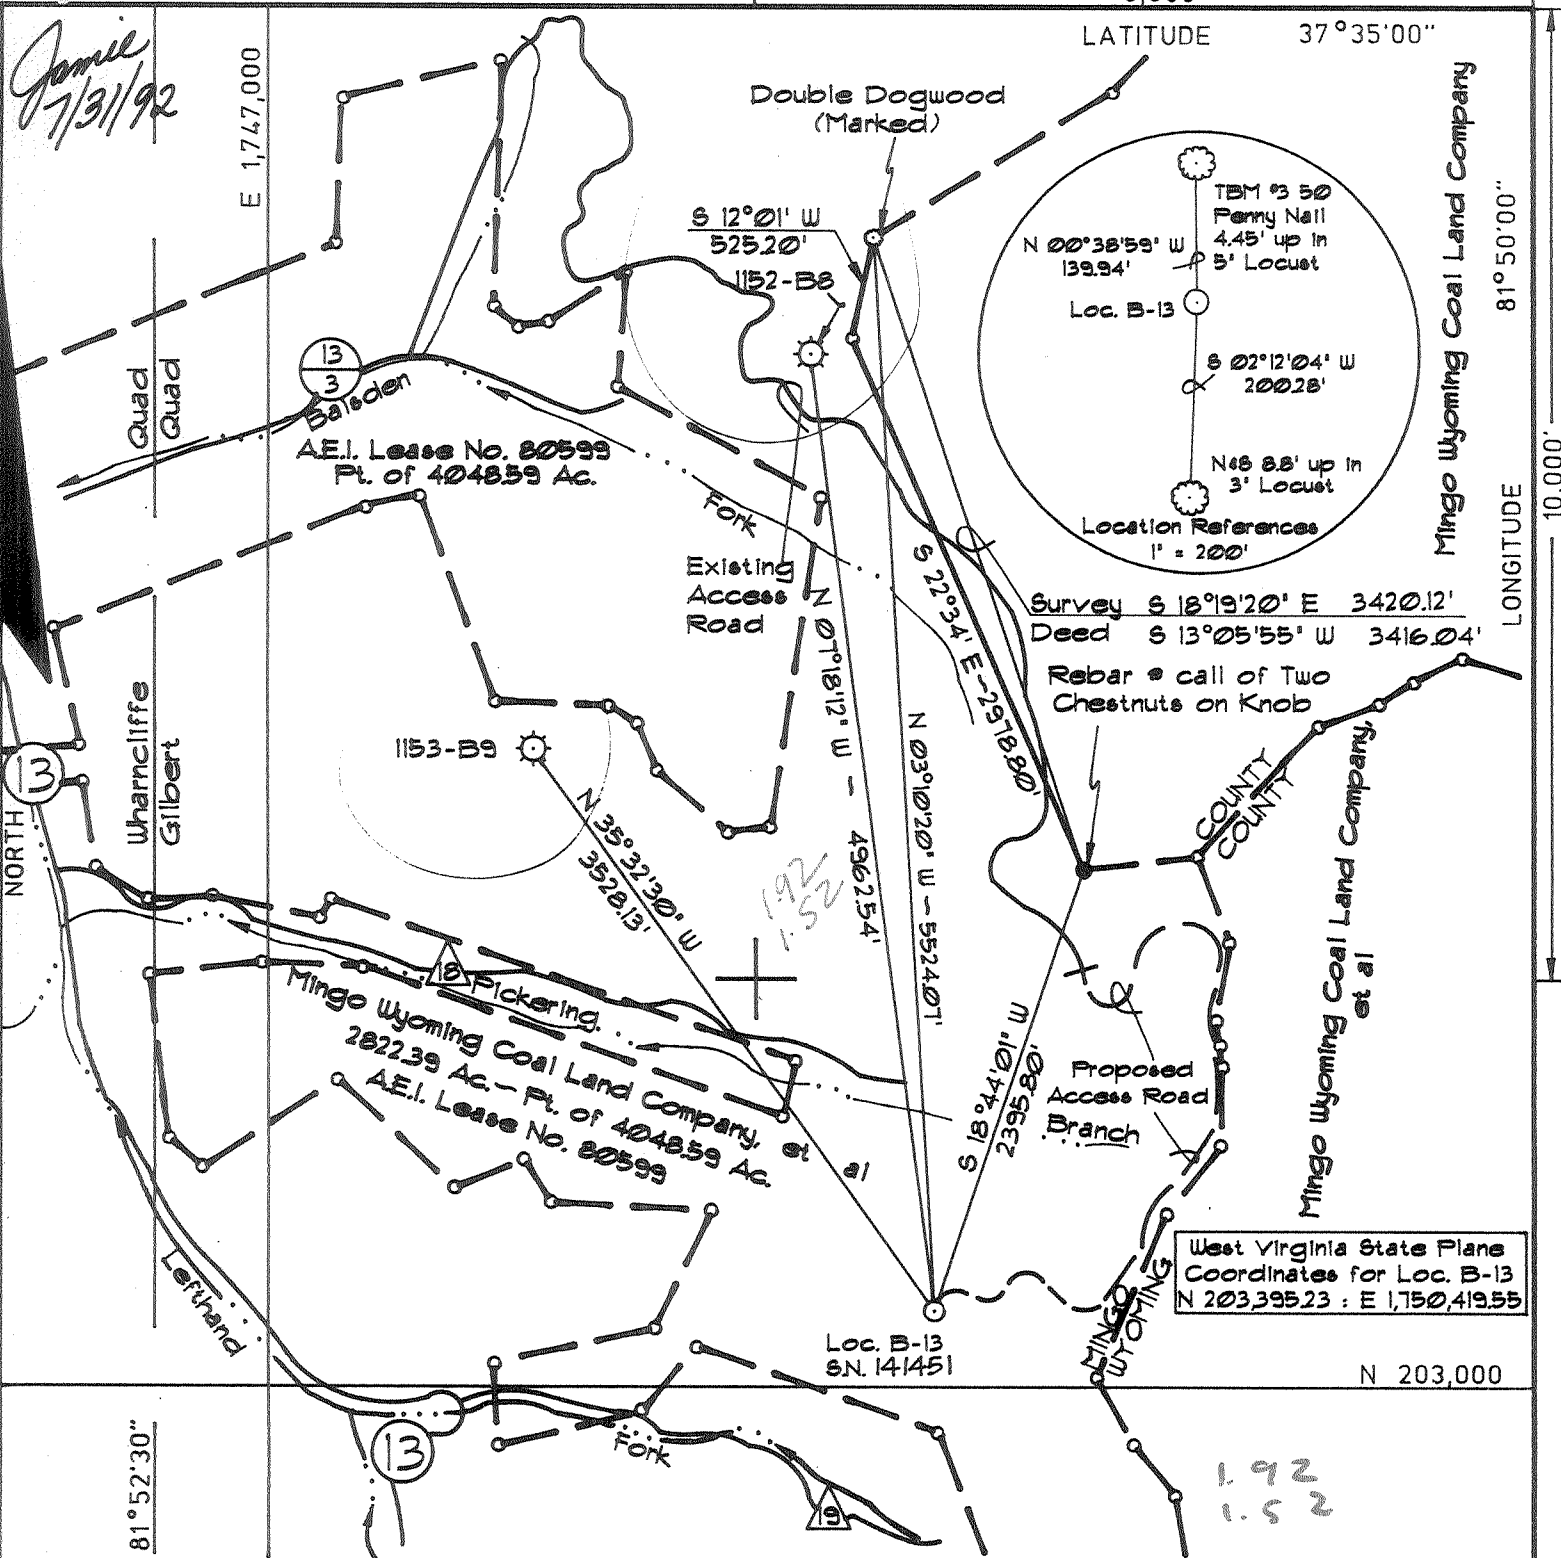 LATITUDE 37°35'00"
Jamie
7/31/92
E 1,747,000
Double Dogwood
(Marked)
S 12°01' W
525.20'
1152-B8
TBM #3 50
Penny Nail
4.45' up in
5" Locust
N 00°38'59" W
139.94'
Loc. B-13
S 02°12'04" W
200.28'
N&S 8.8' up in
3" Locust
Location References
1" = 200'
Mingo Wyoming Coal Land Company
81°50'00"
LONGITUDE
10,000'
Quad
Quad
13
3
Baisden
A.E.I. Lease No. 80599
Pt. of 4048.59 Ac.
Fork
Existing
Access
Road
S 22°34' E - 2978.80'
Survey S 18°19'20" E 3420.12'
Deed S 13°05'55" W 3416.04'
Rebar @ call of Two
Chestnuts on Knob
N 07°18'12" W - 4962.54'
N 03°10'20" W - 5524.07'
1153-B9
N 35°32'30" W
3528.13'
Wharncliffe
Gilbert
13
NORTH
COUNTY
COUNTY
1.92
1.52
18
Pickering
Mingo Wyoming Coal Land Company, et al
2822.39 Ac. - Pt. of 4048.59 Ac.
A.E.I. Lease No. 80599
S 18°44'01" W
2395.80'
Proposed
Access Road
Branch
Mingo Wyoming Coal Land Company,
et al
West Virginia State Plane
Coordinates for Loc. B-13
N 203,395.23 : E 1,750,419.55
MINGO
WYOMING
Loc. B-13
S.N. 141451
N 203,000
Lefthand
13
Fork
19
81°52'30"
1.92
1.52